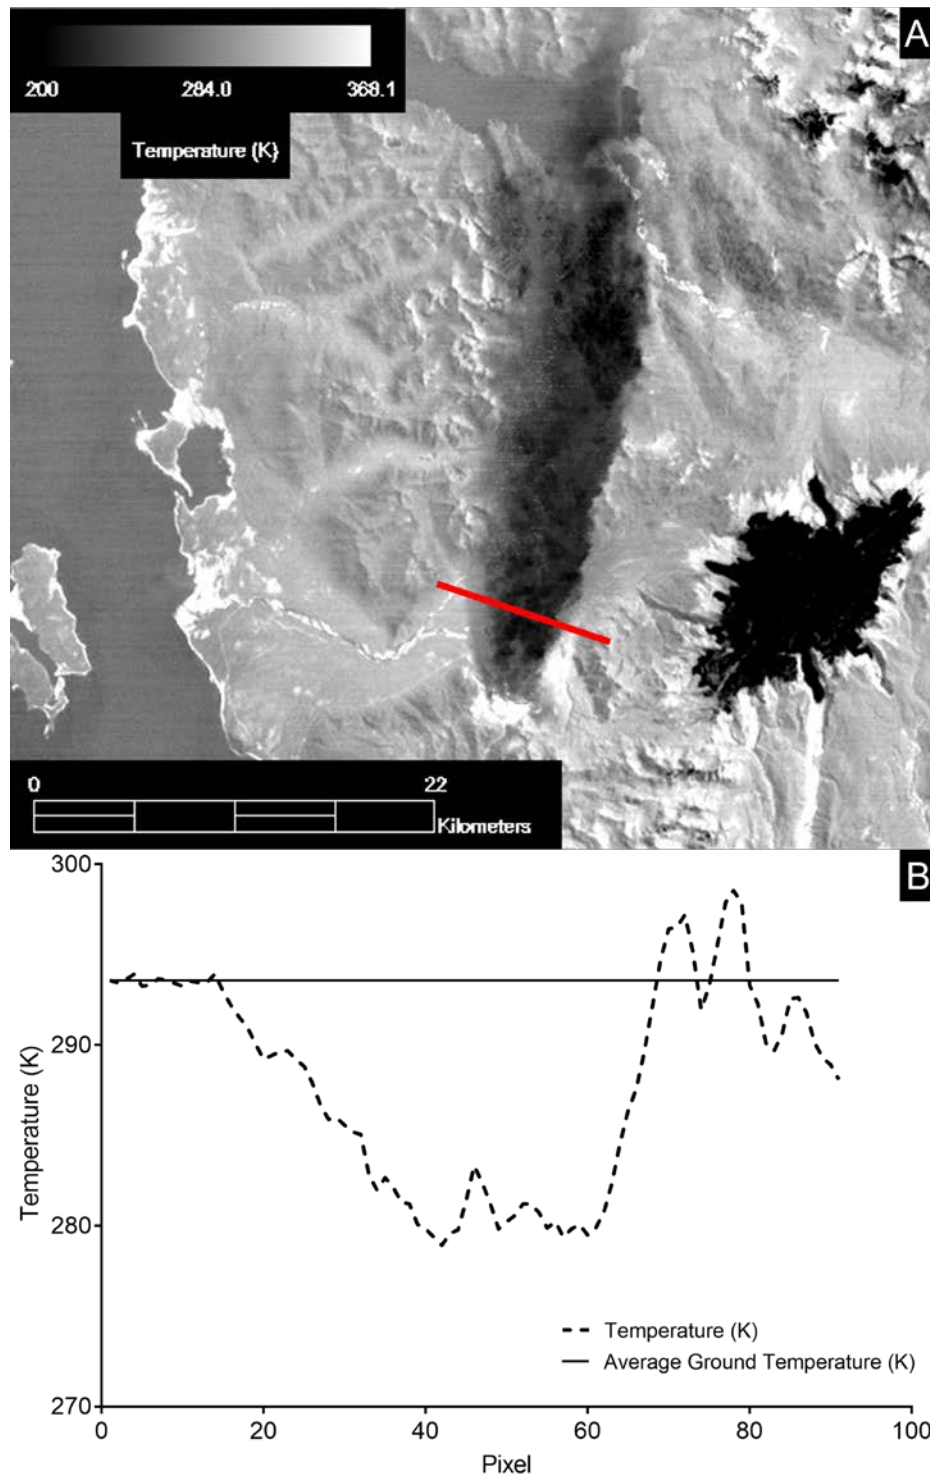 A
200 284.0 368.1
Temperature (K)
0 22
Kilometers
B
300
290
280
270
Temperature (K)
0 20 40 60 80 100
Pixel
Temperature (K)
Average Ground Temperature (K)